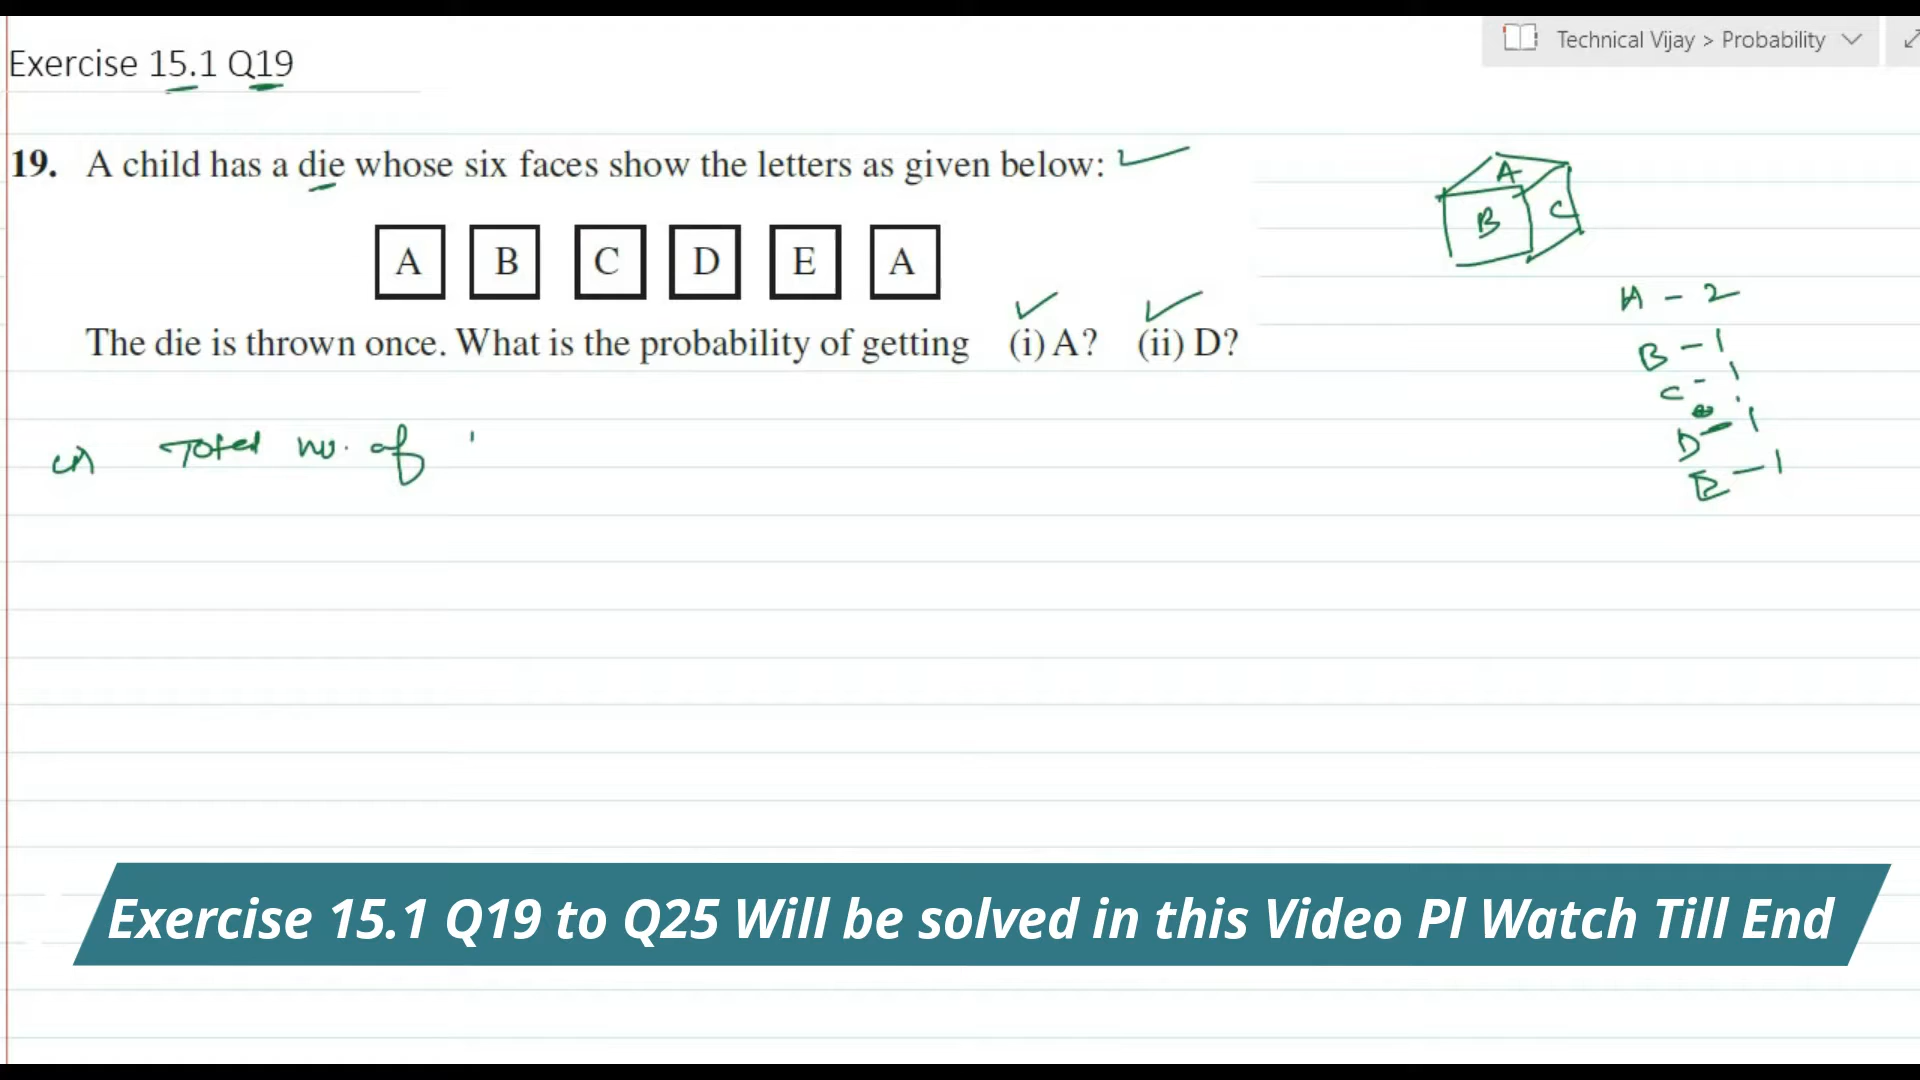 Technical Vijay > Probability
Exercise 15.1 Q19
19. A child has a die whose six faces show the letters as given below:
A B C D E A
The die is thrown once. What is the probability of getting (i) A? (ii) D?
A
B C
A - 2
B - 1
C - 1
D - 1
E - 1
(i) Total no. of
Exercise 15.1 Q19 to Q25 Will be solved in this Video Pl Watch Till End